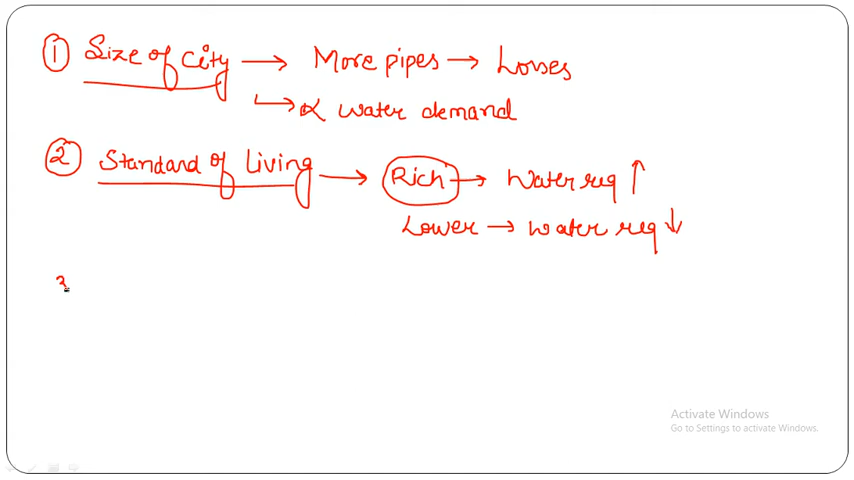 ① Size of City → More pipes → Losses
↳ ∝ water demand
② Standard of Living → Rich → Water req ↑
Lower → water req ↓
3
Activate Windows
Go to Settings to activate Windows.